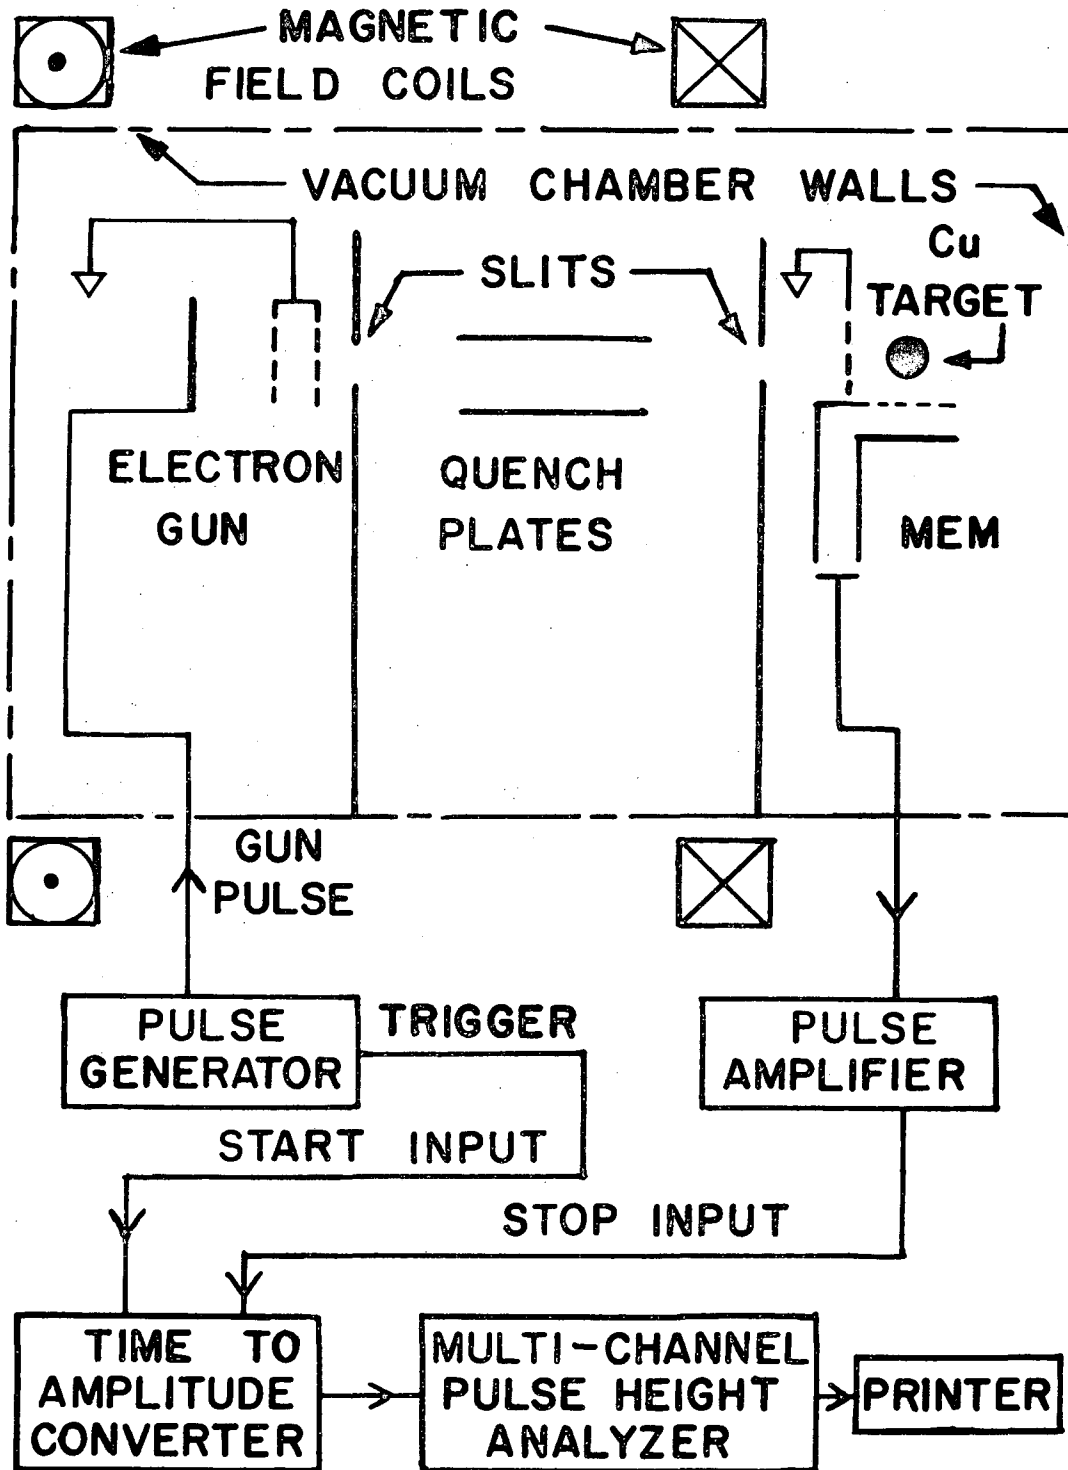 MAGNETIC
FIELD COILS
VACUUM CHAMBER WALLS
Cu
TARGET
SLITS
ELECTRON
GUN
QUENCH
PLATES
MEM
GUN
PULSE
PULSE
GENERATOR
TRIGGER
PULSE
AMPLIFIER
START INPUT
STOP INPUT
TIME TO
AMPLITUDE
CONVERTER
MULTI-CHANNEL
PULSE HEIGHT
ANALYZER
PRINTER